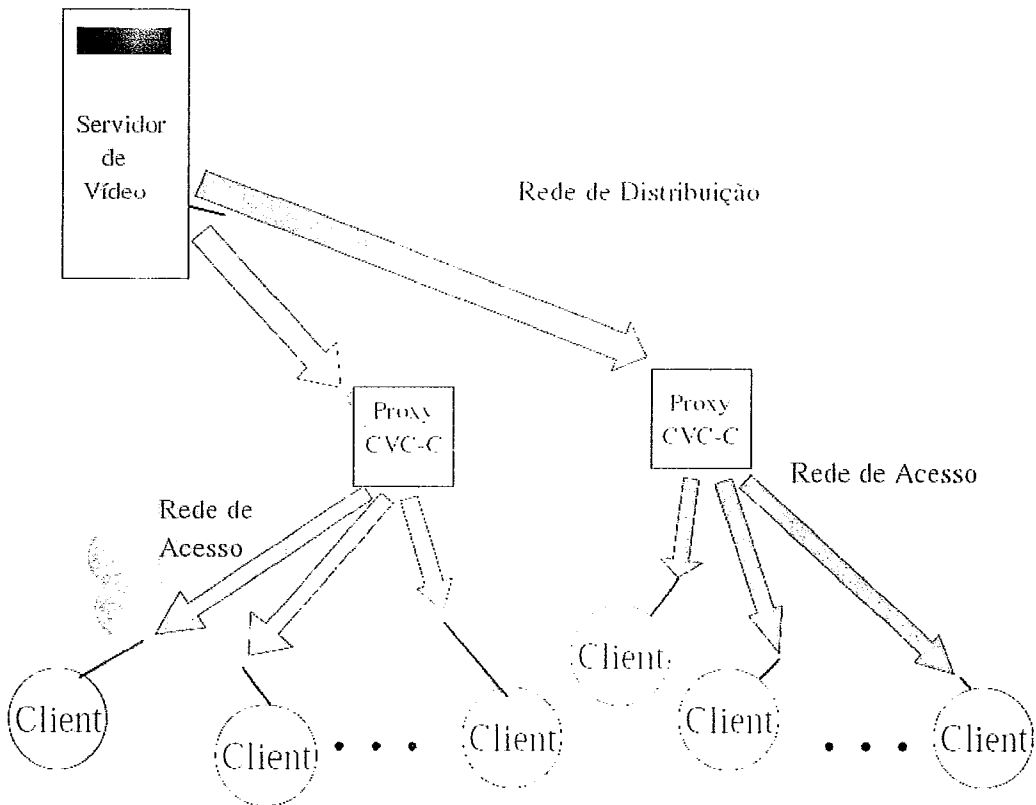 Servidor
de
Vídeo
Rede de Distribuição
Proxy
CVC-C
Proxy
CVC-C
Rede de Acesso
Rede de
Acesso
Client
Client
Client
Client
Client
Client